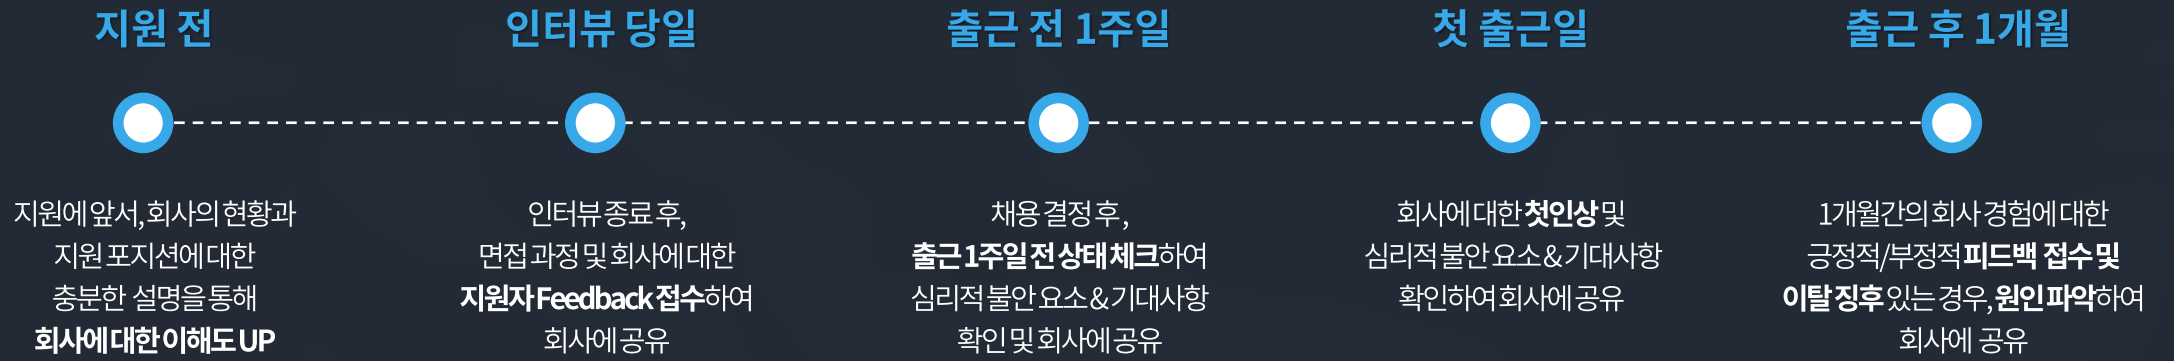 지원 전
인터뷰 당일
출근 전 1주일
첫 출근일
출근 후 1개월
지원에 앞서, 회사의 현황과
지원 포지션에 대한
충분한 설명을 통해
회사에 대한 이해도 UP
인터뷰 종료 후,
면접 과정 및 회사에 대한
지원자 Feedback 접수하여
회사에 공유
채용 결정 후,
출근 1주일 전 상태 체크하여
심리적 불안 요소 & 기대사항
확인 및 회사에 공유
회사에 대한 첫인상 및
심리적 불안 요소 & 기대사항
확인하여 회사에 공유
1개월간의 회사 경험에 대한
긍정적/부정적 피드백 접수 및
이탈 징후 있는 경우, 원인 파악하여
회사에 공유